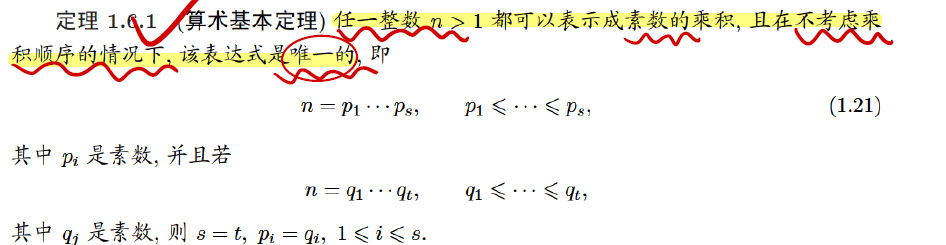 定理 1.6.1 (算术基本定理) 任一整数 n > 1 都可以表示成素数的乘积, 且在不考虑乘
积顺序的情况下, 该表达式是唯一的, 即
n = p₁ ⋯ pₛ, p₁ ⩽ ⋯ ⩽ pₛ, (1.21)
其中 pᵢ 是素数, 并且若
n = q₁ ⋯ qₜ, q₁ ⩽ ⋯ ⩽ qₜ,
其中 qⱼ 是素数, 则 s = t, pᵢ = qᵢ, 1 ⩽ i ⩽ s.